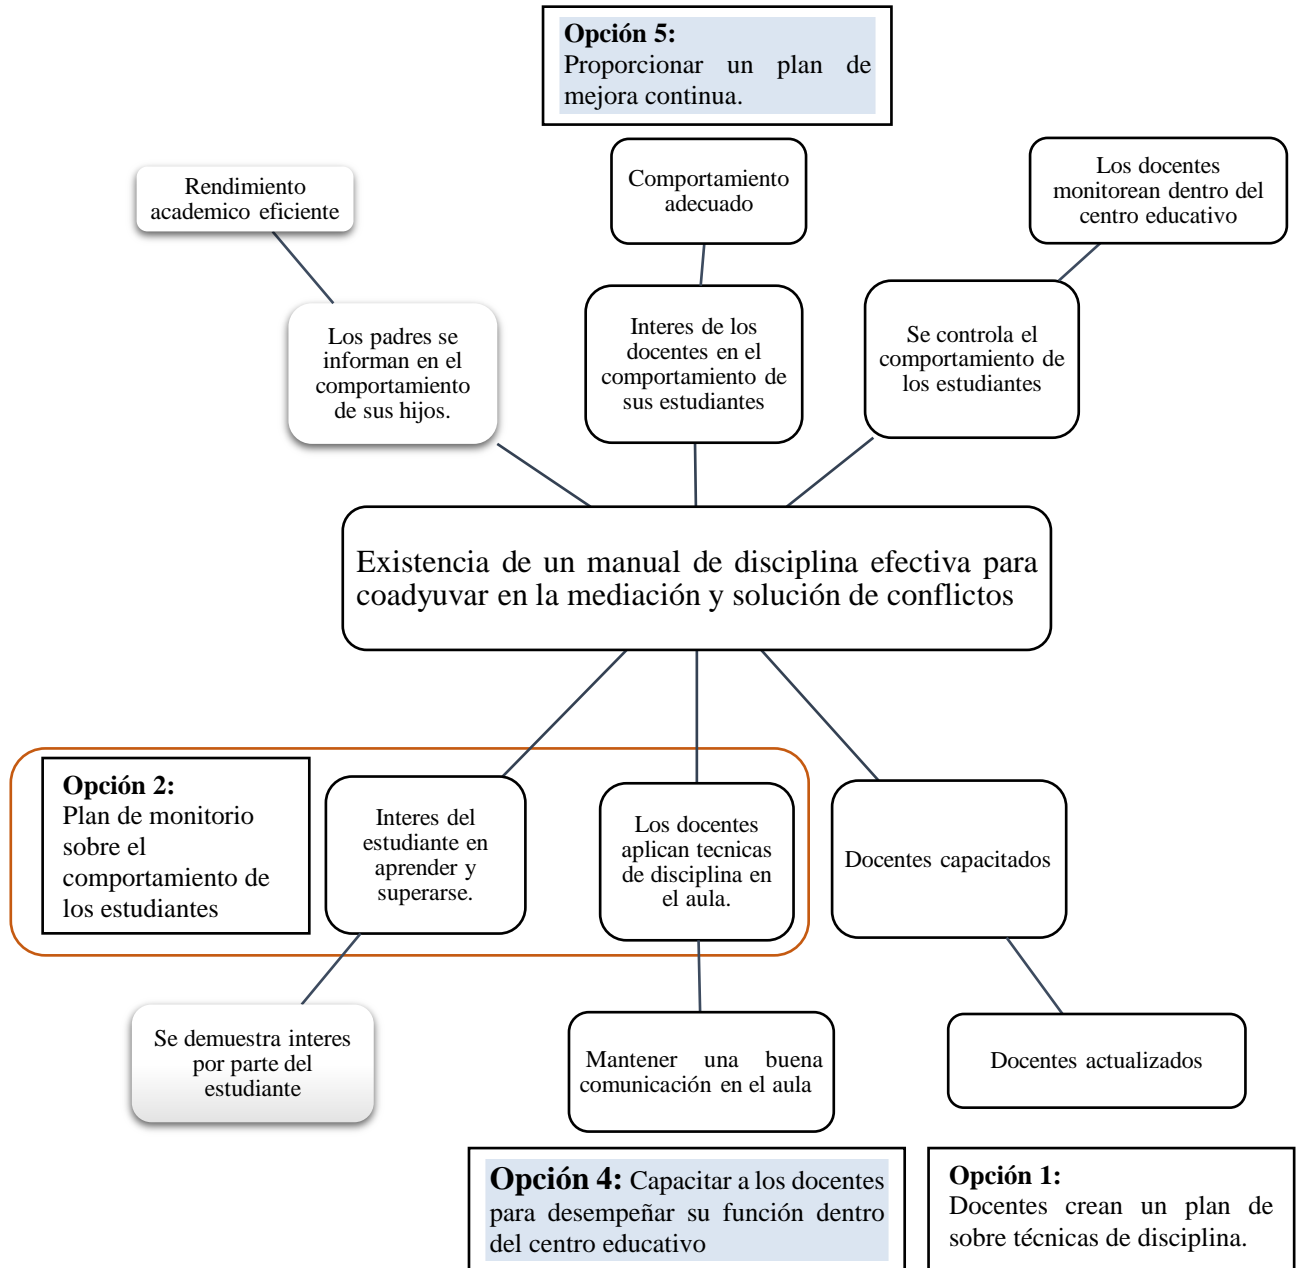 Opción 5:
Proporcionar un plan de
mejora continua.
Rendimiento
academico eficiente
Comportamiento
adecuado
Los docentes
monitorean dentro del
centro educativo
Los padres se
informan en el
comportamiento
de sus hijos.
Interes de los
docentes en el
comportamiento de
sus estudiantes
Se controla el
comportamiento de
los estudiantes
Existencia de un manual de disciplina efectiva para
coadyuvar en la mediación y solución de conflictos
Opción 2:
Plan de monitorio
sobre el
comportamiento de
los estudiantes
Interes del
estudiante en
aprender y
superarse.
Los docentes
aplican tecnicas
de disciplina en
el aula.
Docentes capacitados
Se demuestra interes
por parte del
estudiante
Mantener una buena
comunicación en el aula
Docentes actualizados
Opción 4: Capacitar a los docentes
para desempeñar su función dentro
del centro educativo
Opción 1:
Docentes crean un plan de
sobre técnicas de disciplina.